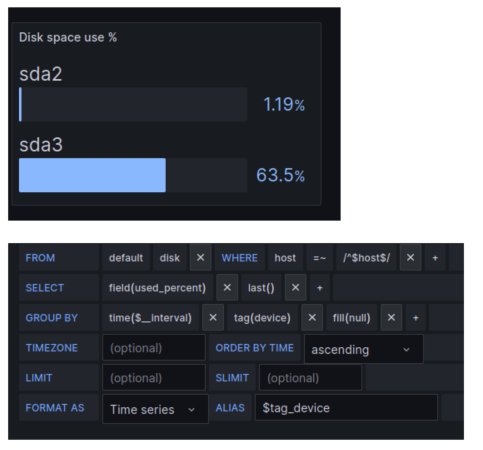 Disk space use %
sda2
1.19%
sda3
63.5%
FROM default disk × WHERE host =~ /^$host$/ × +
SELECT field(used_percent) × last() × +
GROUP BY time($__interval) × tag(device) × fill(null) × +
TIMEZONE (optional) ORDER BY TIME ascending
LIMIT (optional) SLIMIT (optional)
FORMAT AS Time series ALIAS $tag_device